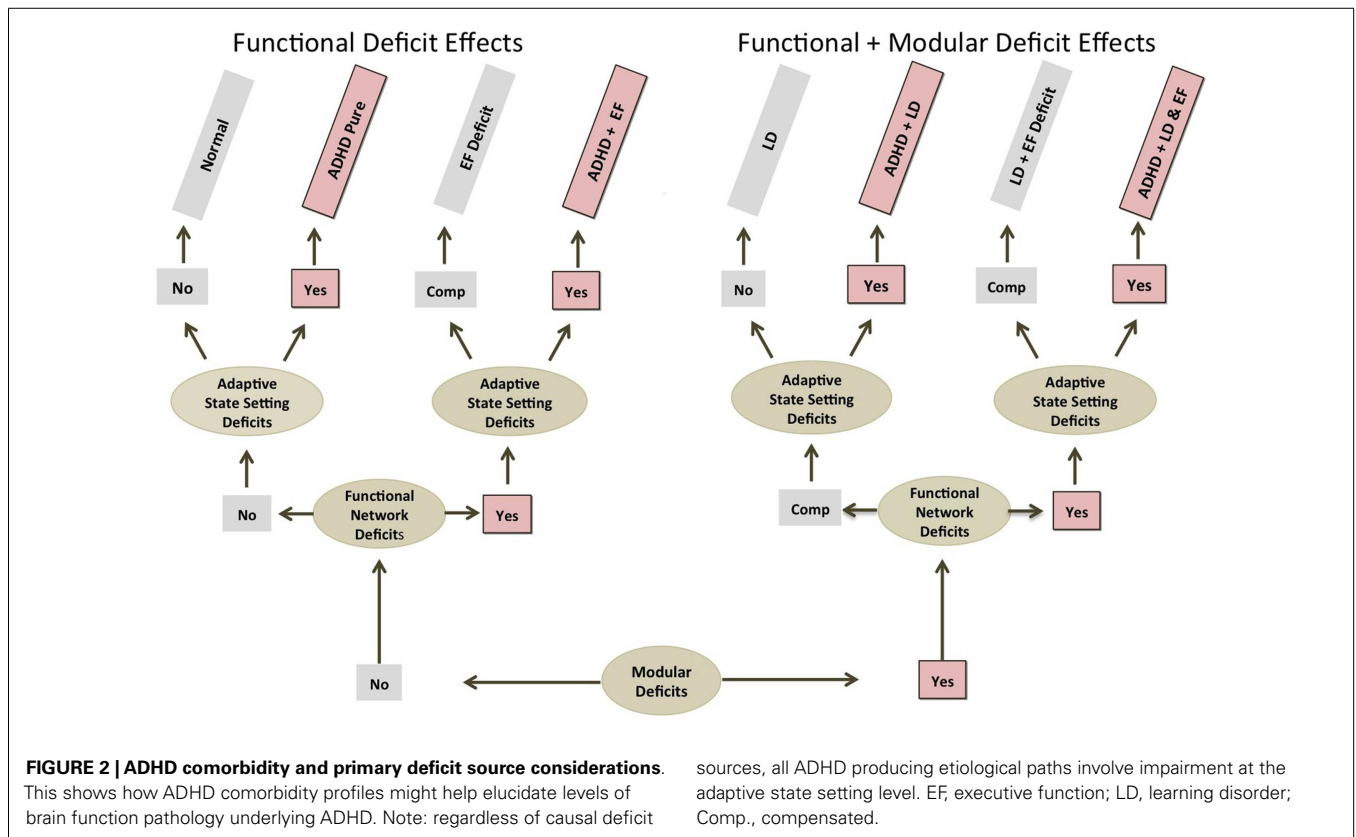 Functional Deficit Effects
Functional + Modular Deficit Effects
Normal
ADHD Pure
EF Deficit
ADHD + EF
LD
ADHD + LD
LD + EF Deficit
ADHD + LD & EF
No
Yes
Comp
Yes
No
Yes
Comp
Yes
Adaptive
State Setting
Deficits
Adaptive
State Setting
Deficits
Adaptive
State Setting
Deficits
Adaptive
State Setting
Deficits
No
Functional
Network
Deficits
Yes
Comp
Functional
Network
Deficits
Yes
No
Modular
Deficits
Yes
FIGURE 2 | ADHD comorbidity and primary deficit source considerations.
This shows how ADHD comorbidity profiles might help elucidate levels of
brain function pathology underlying ADHD. Note: regardless of causal deficit
sources, all ADHD producing etiological paths involve impairment at the
adaptive state setting level. EF, executive function; LD, learning disorder;
Comp., compensated.